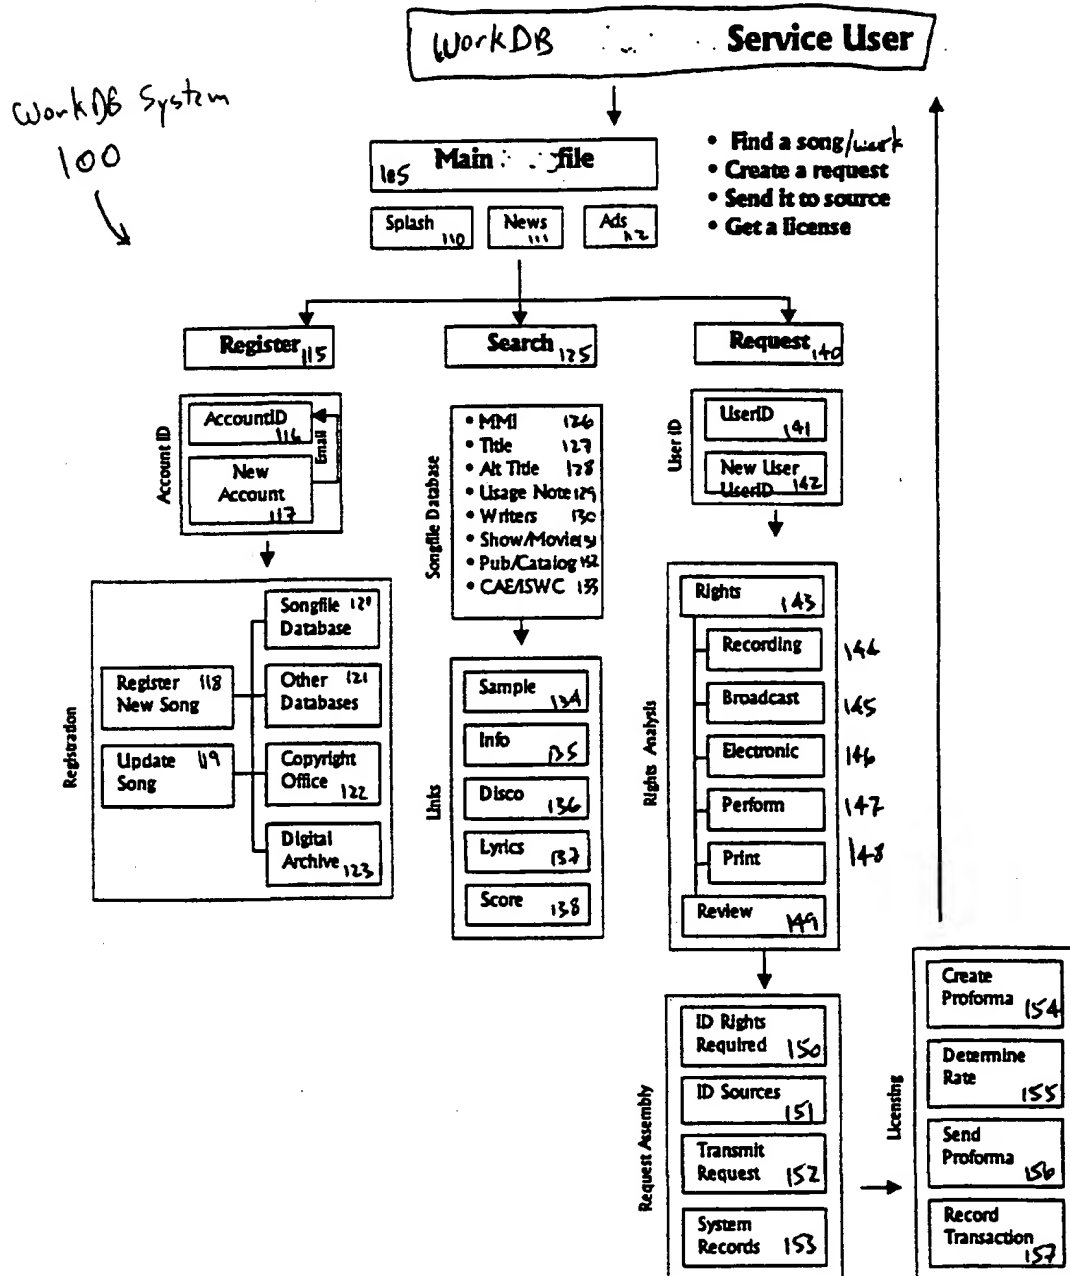 WorkDB Service User
WorkDB System
100
Main file
105
• Find a song/work
• Create a request
• Send it to source
• Get a license
Splash 110
News 111
Ads 112
Register 115
Search 125
Request 140
Account ID
AccountID
116
Email
New
Account
117
Songfile Database
• MMI 126
• Title 127
• Alt Title 128
• Usage Note 129
• Writers 130
• Show/Movie 131
• Pub/Catalog 132
• CAE/ISWC 133
User ID
UserID
141
New User
UserID 142
Registration
Register 118
New Song
Update 119
Song
Songfile 120
Database
Other 121
Databases
Copyright
Office 122
Digital
Archive 123
Links
Sample
134
Info
135
Disco
136
Lyrics
137
Score
138
Rights Analysis
Rights
143
Recording 144
Broadcast 145
Electronic 146
Perform 147
Print 148
Review 149
Request Assembly
ID Rights
Required 150
ID Sources
151
Transmit
Request 152
System
Records 153
Licensing
Create
Proforma 154
Determine
Rate 155
Send
Proforma 156
Record
Transaction 157